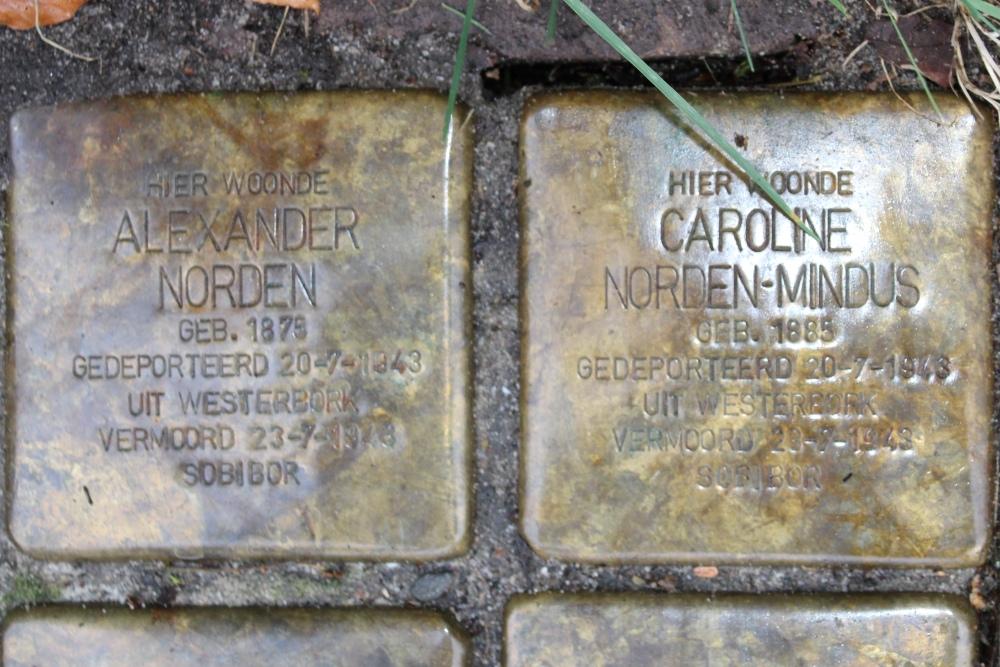 HIER WOONDE
ALEXANDER
NORDEN
GEB. 1878
GEDEPORTEERD 20-7-1943
UIT WESTERBORK
VERMOORD 23-7-1943
SOBIBOR
HIER WOONDE
CAROLINE
NORDEN-MINDUS
GEB. 1885
GEDEPORTEERD 20-7-1943
UIT WESTERBORK
VERMOORD 23-7-1943
SOBIBOR